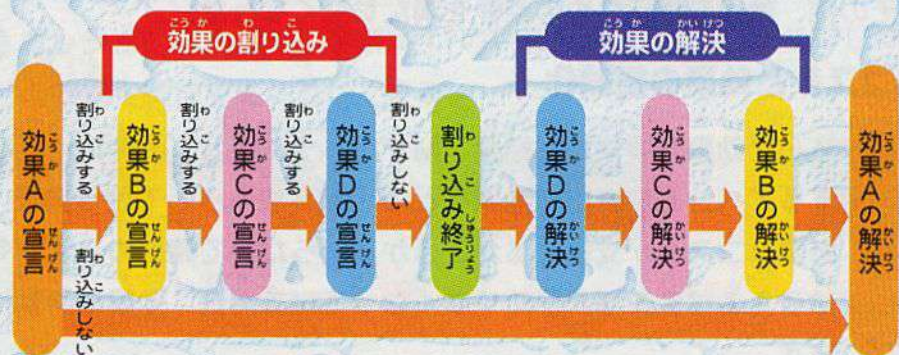 効果の割り込み
効果の解決
効果Aの宣言
割り込みする
効果Bの宣言
割り込みする
効果Cの宣言
割り込みする
効果Dの宣言
割り込みしない
割り込み終了
効果Dの解決
効果Cの解決
効果Bの解決
効果Aの解決
割り込みしない